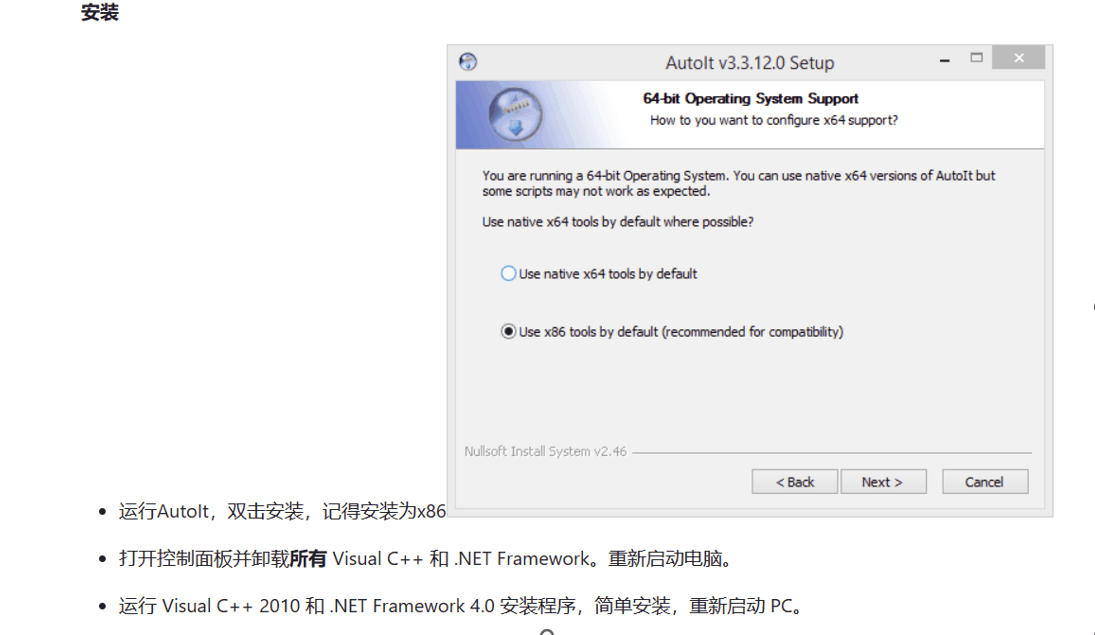 安装
AutoIt v3.3.12.0 Setup
64-bit Operating System Support
How to you want to configure x64 support?
You are running a 64-bit Operating System. You can use native x64 versions of AutoIt but
some scripts may not work as expected.
Use native x64 tools by default where possible?
Use native x64 tools by default
Use x86 tools by default (recommended for compatibility)
Nullsoft Install System v2.46
< Back Next > Cancel
运行AutoIt，双击安装，记得安装为x86
打开控制面板并卸载所有 Visual C++ 和 .NET Framework。重新启动电脑。
运行 Visual C++ 2010 和 .NET Framework 4.0 安装程序，简单安装，重新启动 PC。